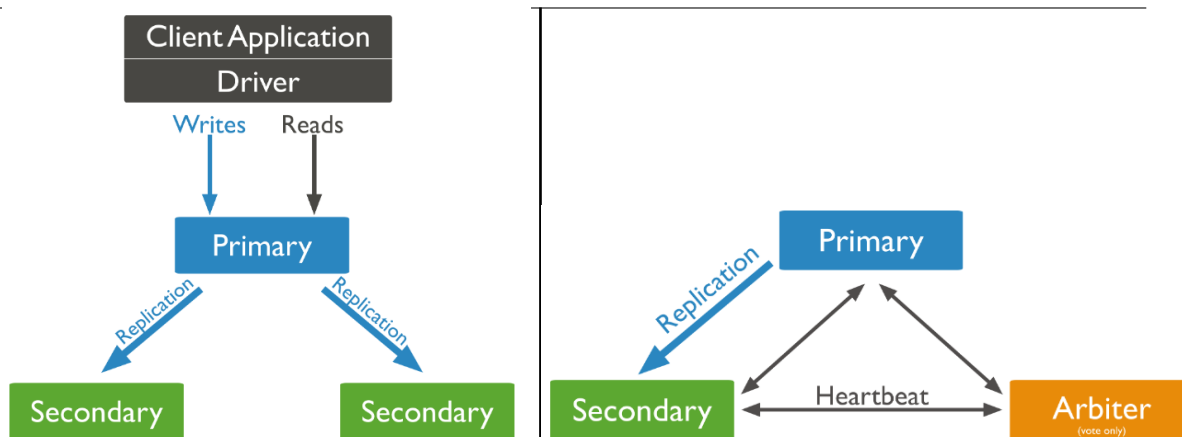 Client Application
Driver
Writes
Reads
Primary
Replication
Replication
Secondary
Secondary
Primary
Replication
Heartbeat
Secondary
Arbiter
(vote only)